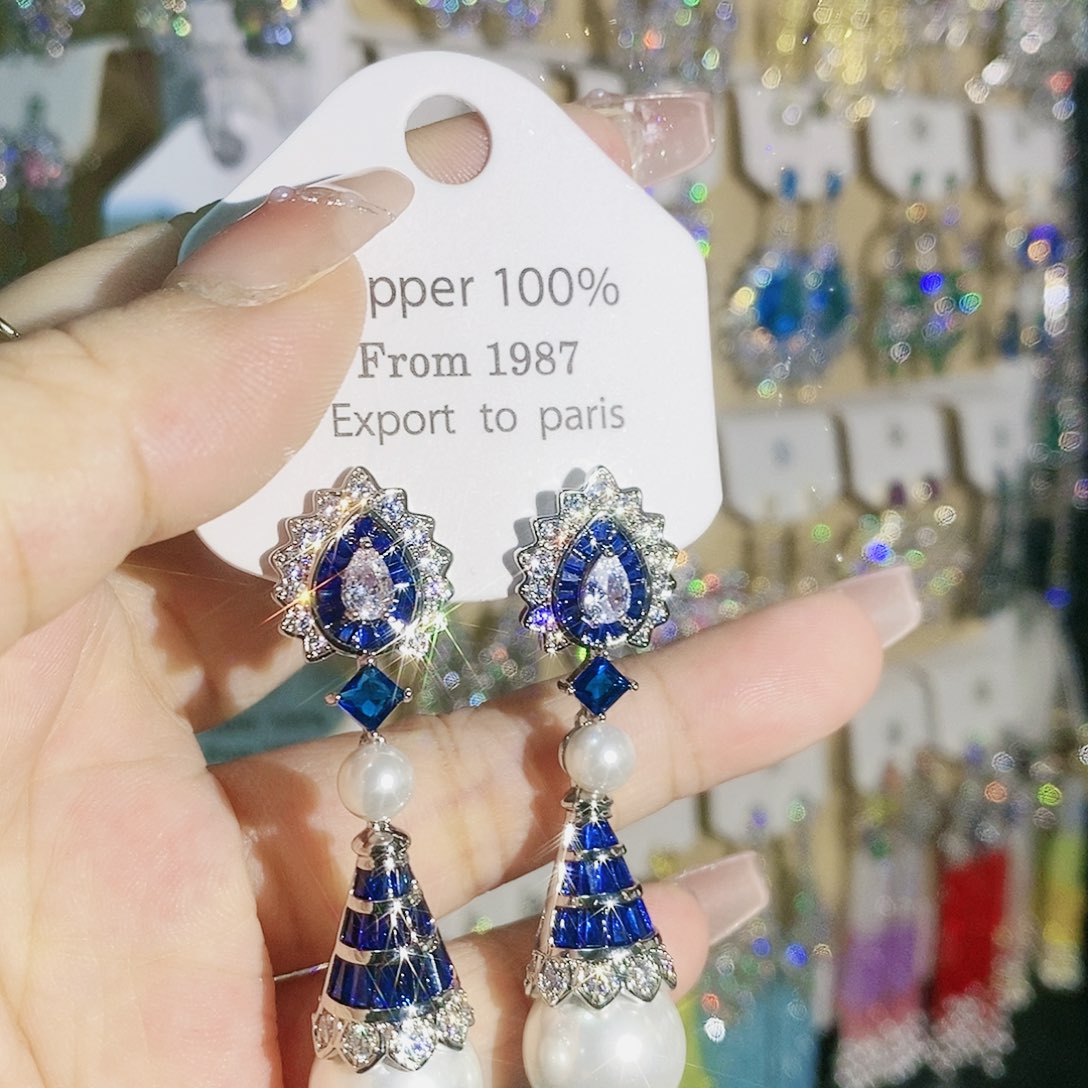 pper 100%
From 1987
Export to paris